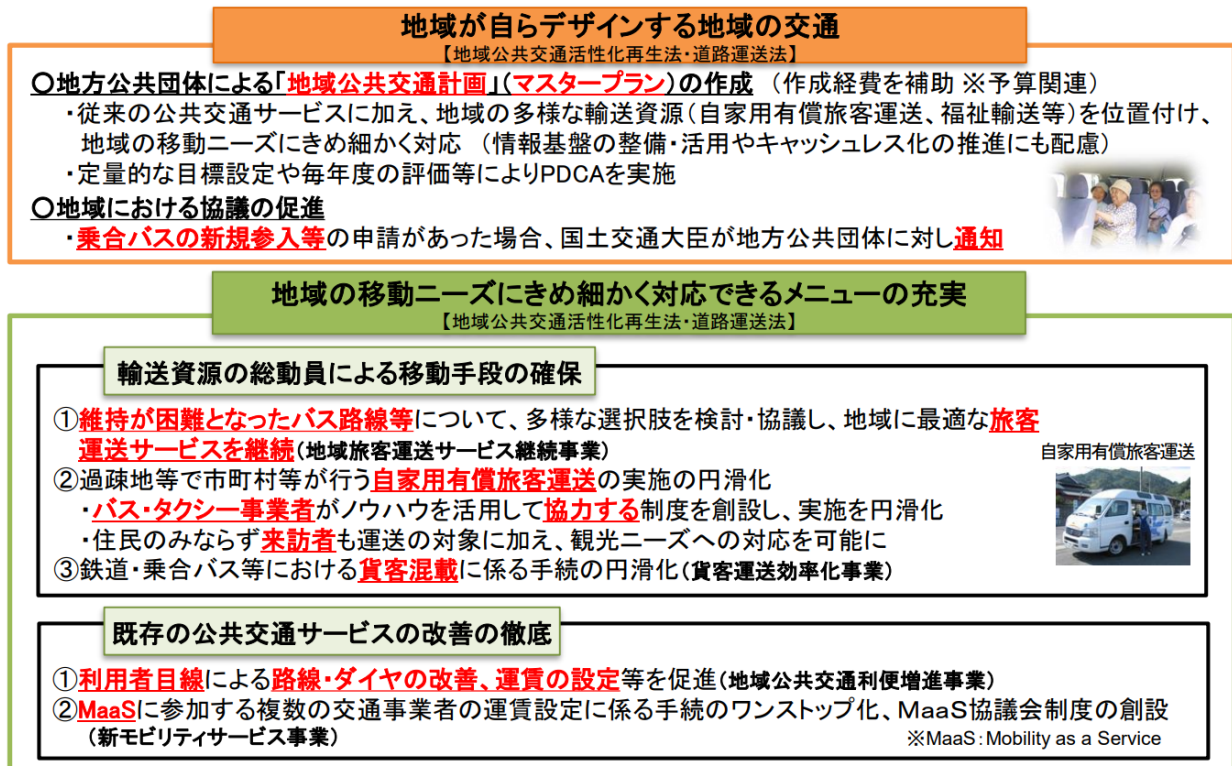 地域が自らデザインする地域の交通
【地域公共交通活性化再生法・道路運送法】
〇地方公共団体による「地域公共交通計画」(マスタープラン)の作成 (作成経費を補助 ※予算関連)
・従来の公共交通サービスに加え、地域の多様な輸送資源(自家用有償旅客運送、福祉輸送等)を位置付け、
地域の移動ニーズにきめ細かく対応 (情報基盤の整備・活用やキャッシュレス化の推進にも配慮)
・定量的な目標設定や毎年度の評価等によりPDCAを実施
〇地域における協議の促進
・乗合バスの新規参入等の申請があった場合、国土交通大臣が地方公共団体に対し通知
地域の移動ニーズにきめ細かく対応できるメニューの充実
【地域公共交通活性化再生法・道路運送法】
輸送資源の総動員による移動手段の確保
①維持が困難となったバス路線等について、多様な選択肢を検討・協議し、地域に最適な旅客
運送サービスを継続(地域旅客運送サービス継続事業)
自家用有償旅客運送
②過疎地等で市町村等が行う自家用有償旅客運送の実施の円滑化
・バス・タクシー事業者がノウハウを活用して協力する制度を創設し、実施を円滑化
・住民のみならず来訪者も運送の対象に加え、観光ニーズへの対応を可能に
③鉄道・乗合バス等における貨客混載に係る手続の円滑化(貨客運送効率化事業)
既存の公共交通サービスの改善の徹底
①利用者目線による路線・ダイヤの改善、運賃の設定等を促進(地域公共交通利便増進事業)
②MaaSに参加する複数の交通事業者の運賃設定に係る手続のワンストップ化、MaaS協議会制度の創設
(新モビリティサービス事業)
※MaaS:Mobility as a Service